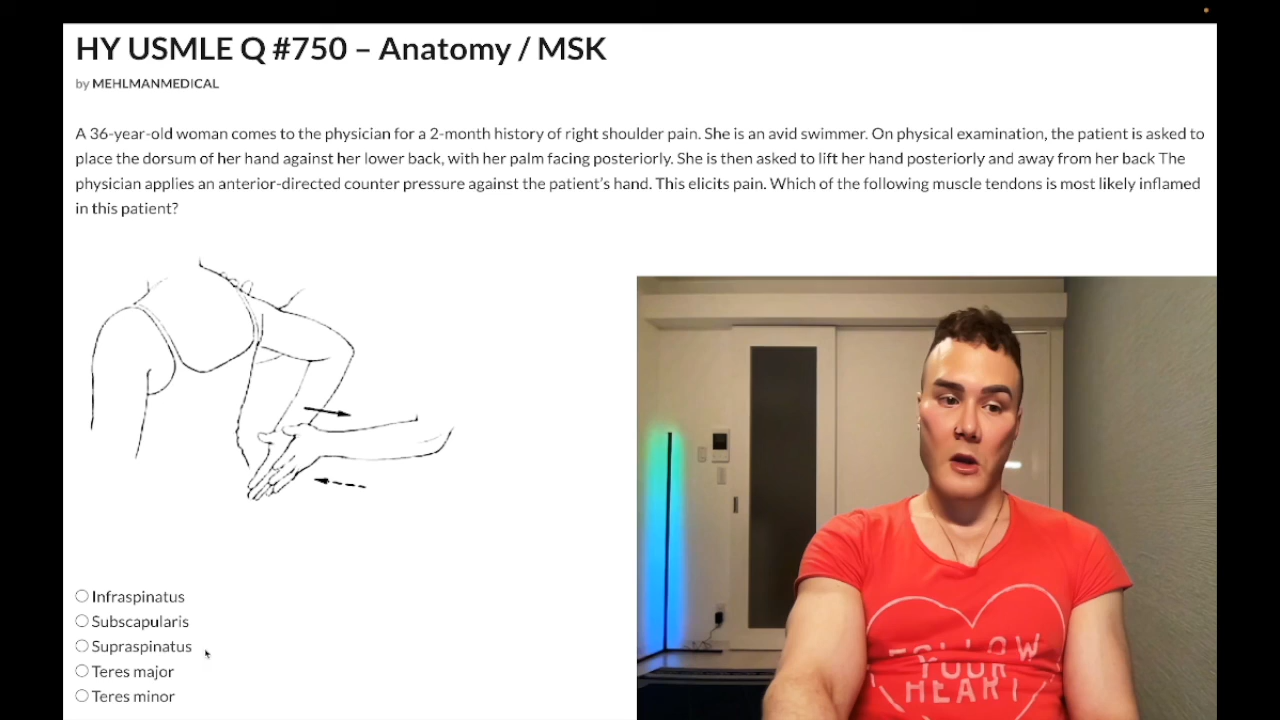 HY USMLE Q #750 – Anatomy / MSK
by MEHLMANMEDICAL
A 36-year-old woman comes to the physician for a 2-month history of right shoulder pain. She is an avid swimmer. On physical examination, the patient is asked to
place the dorsum of her hand against her lower back, with her palm facing posteriorly. She is then asked to lift her hand posteriorly and away from her back The
physician applies an anterior-directed counter pressure against the patient's hand. This elicits pain. Which of the following muscle tendons is most likely inflamed
in this patient?
Infraspinatus
Subscapularis
Supraspinatus
Teres major
Teres minor
FOLLOW
YOUR
HEART